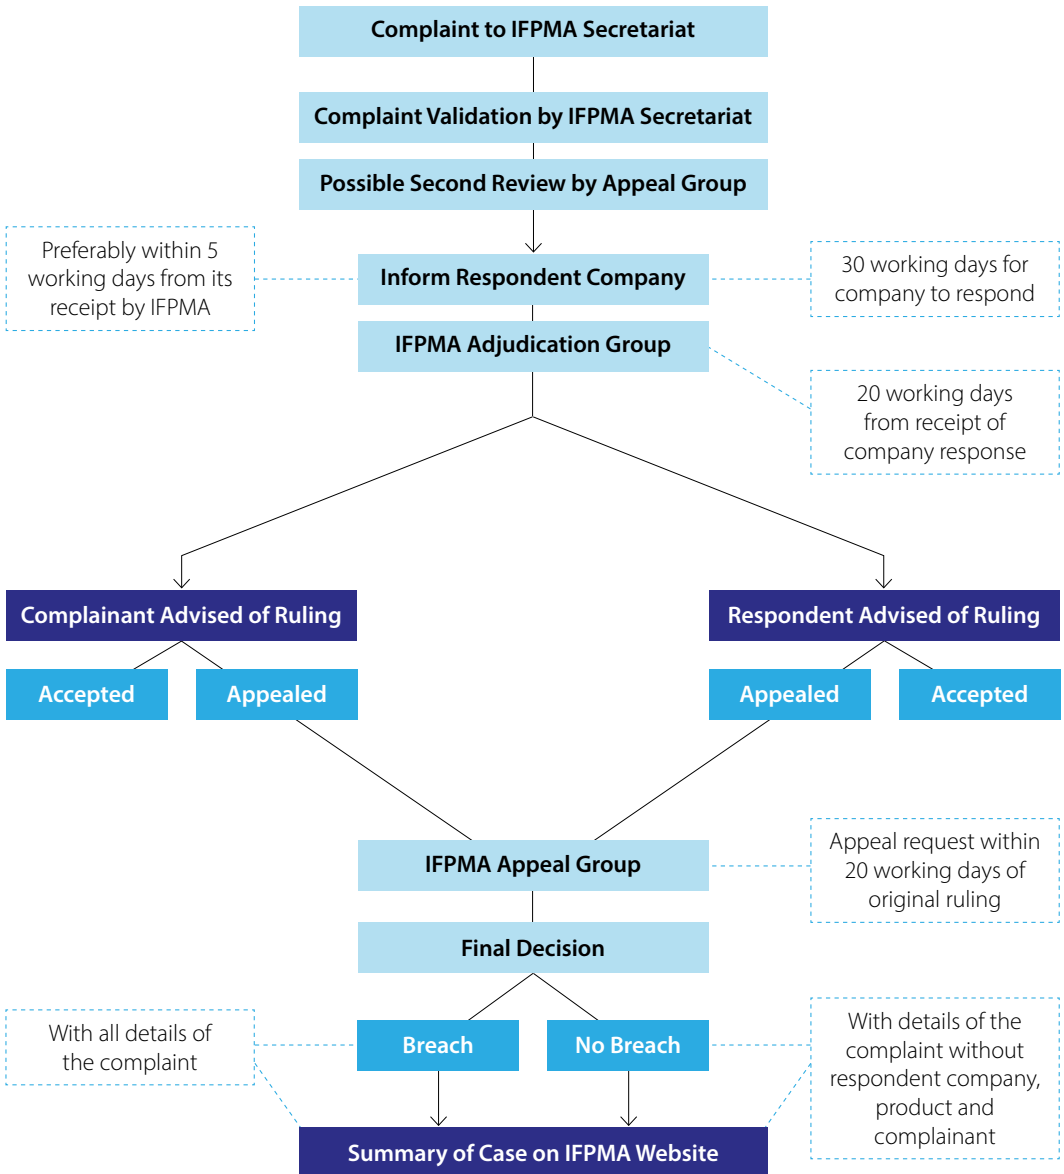 Complaint to IFPMA Secretariat
Complaint Validation by IFPMA Secretariat
Possible Second Review by Appeal Group
Preferably within 5
working days from its
receipt by IFPMA
Inform Respondent Company
30 working days for
company to respond
IFPMA Adjudication Group
20 working days
from receipt of
company response
Complainant Advised of Ruling
Respondent Advised of Ruling
Accepted
Appealed
Appealed
Accepted
IFPMA Appeal Group
Appeal request within
20 working days of
original ruling
Final Decision
With all details of
the complaint
Breach
No Breach
With details of the
complaint without
respondent company,
product and
complainant
Summary of Case on IFPMA Website